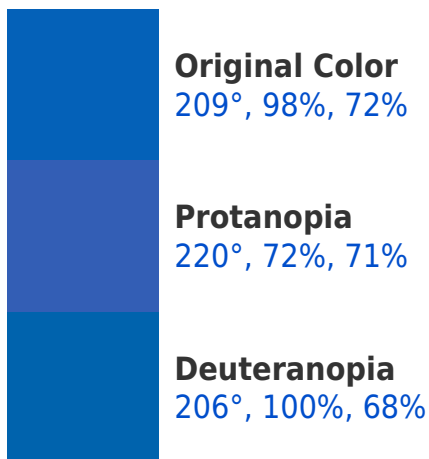 Original Color
209°, 98%, 72%
Protanopia
220°, 72%, 71%
Deuteranopia
206°, 100%, 68%